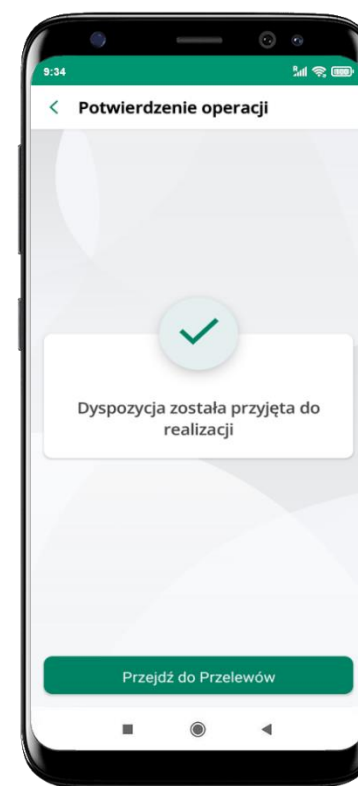 9:34
Potwierdzenie operacji
Dyspozycja została przyjęta do
realizacji
Przejdź do Przelewów